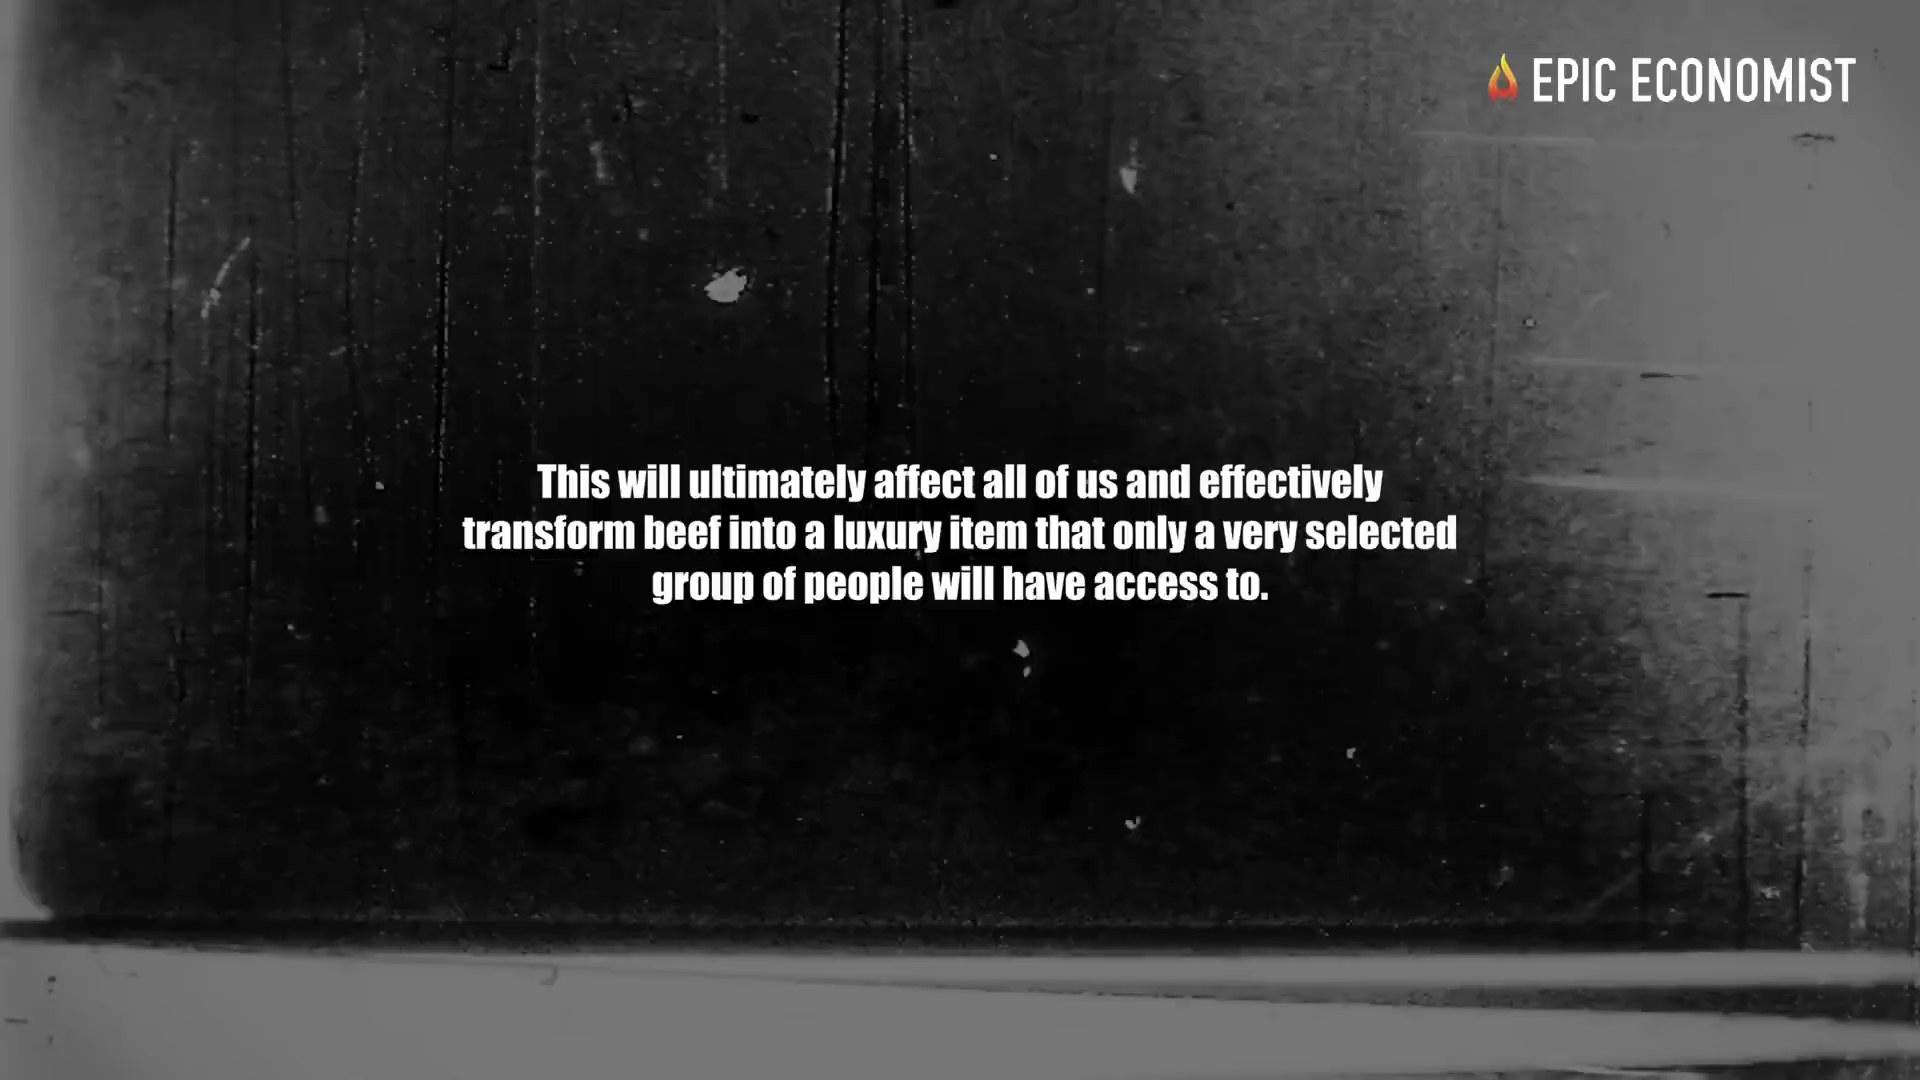 EPIC ECONOMIST
This will ultimately affect all of us and effectively
transform beef into a luxury item that only a very selected
group of people will have access to.